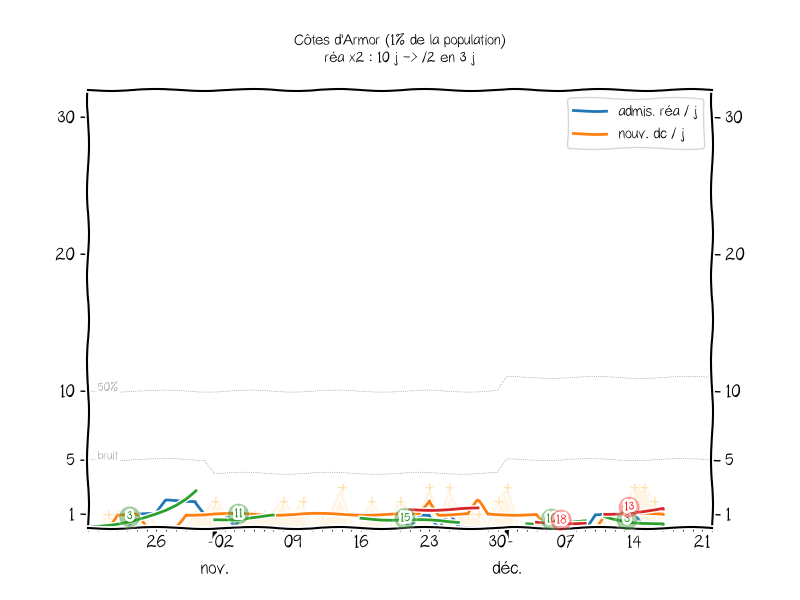 Côtes d'Armor (1% de la population)
réa x2 : 10 j -> /2 en 3 j
admis. réa / j
nouv. dc / j
30 30
20 20
50%
10 10
bruit
5 5
1 1
3 11 15 18 13 3
26 02 09 16 23 30 07 14 21
nov. déc.